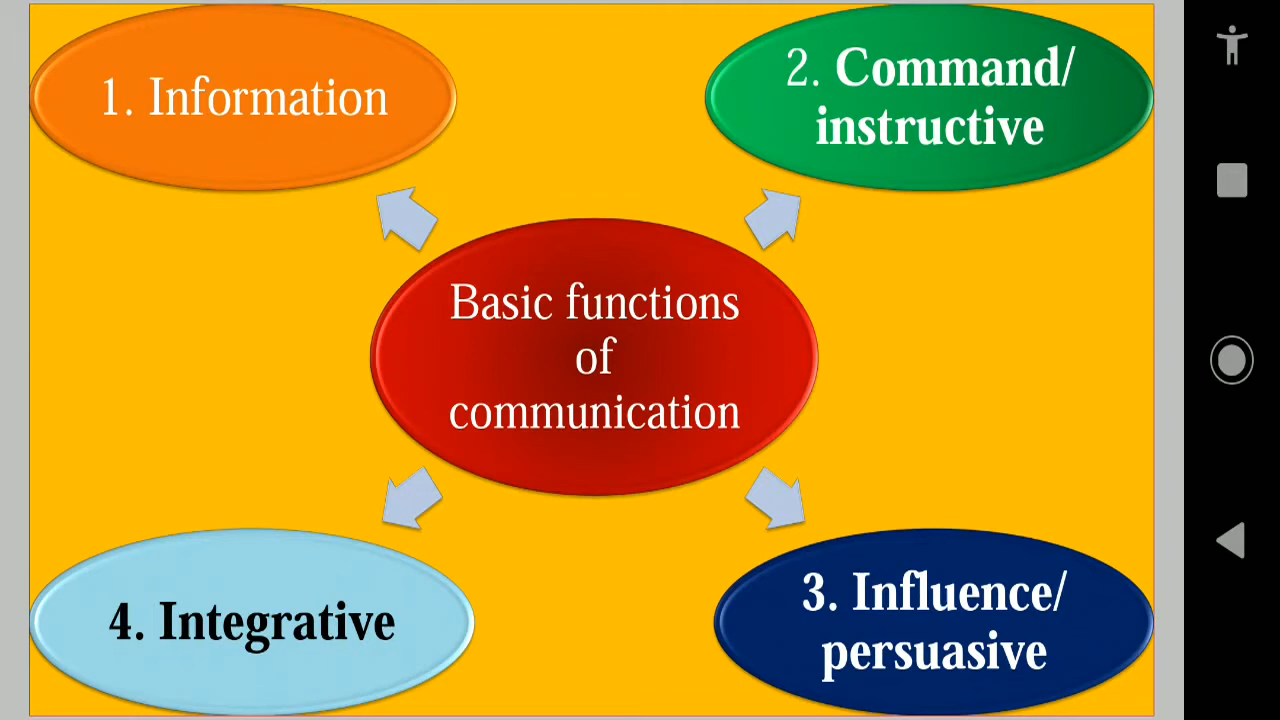 1. Information
2. Command/
instructive
Basic functions
of
communication
4. Integrative
3. Influence/
persuasive